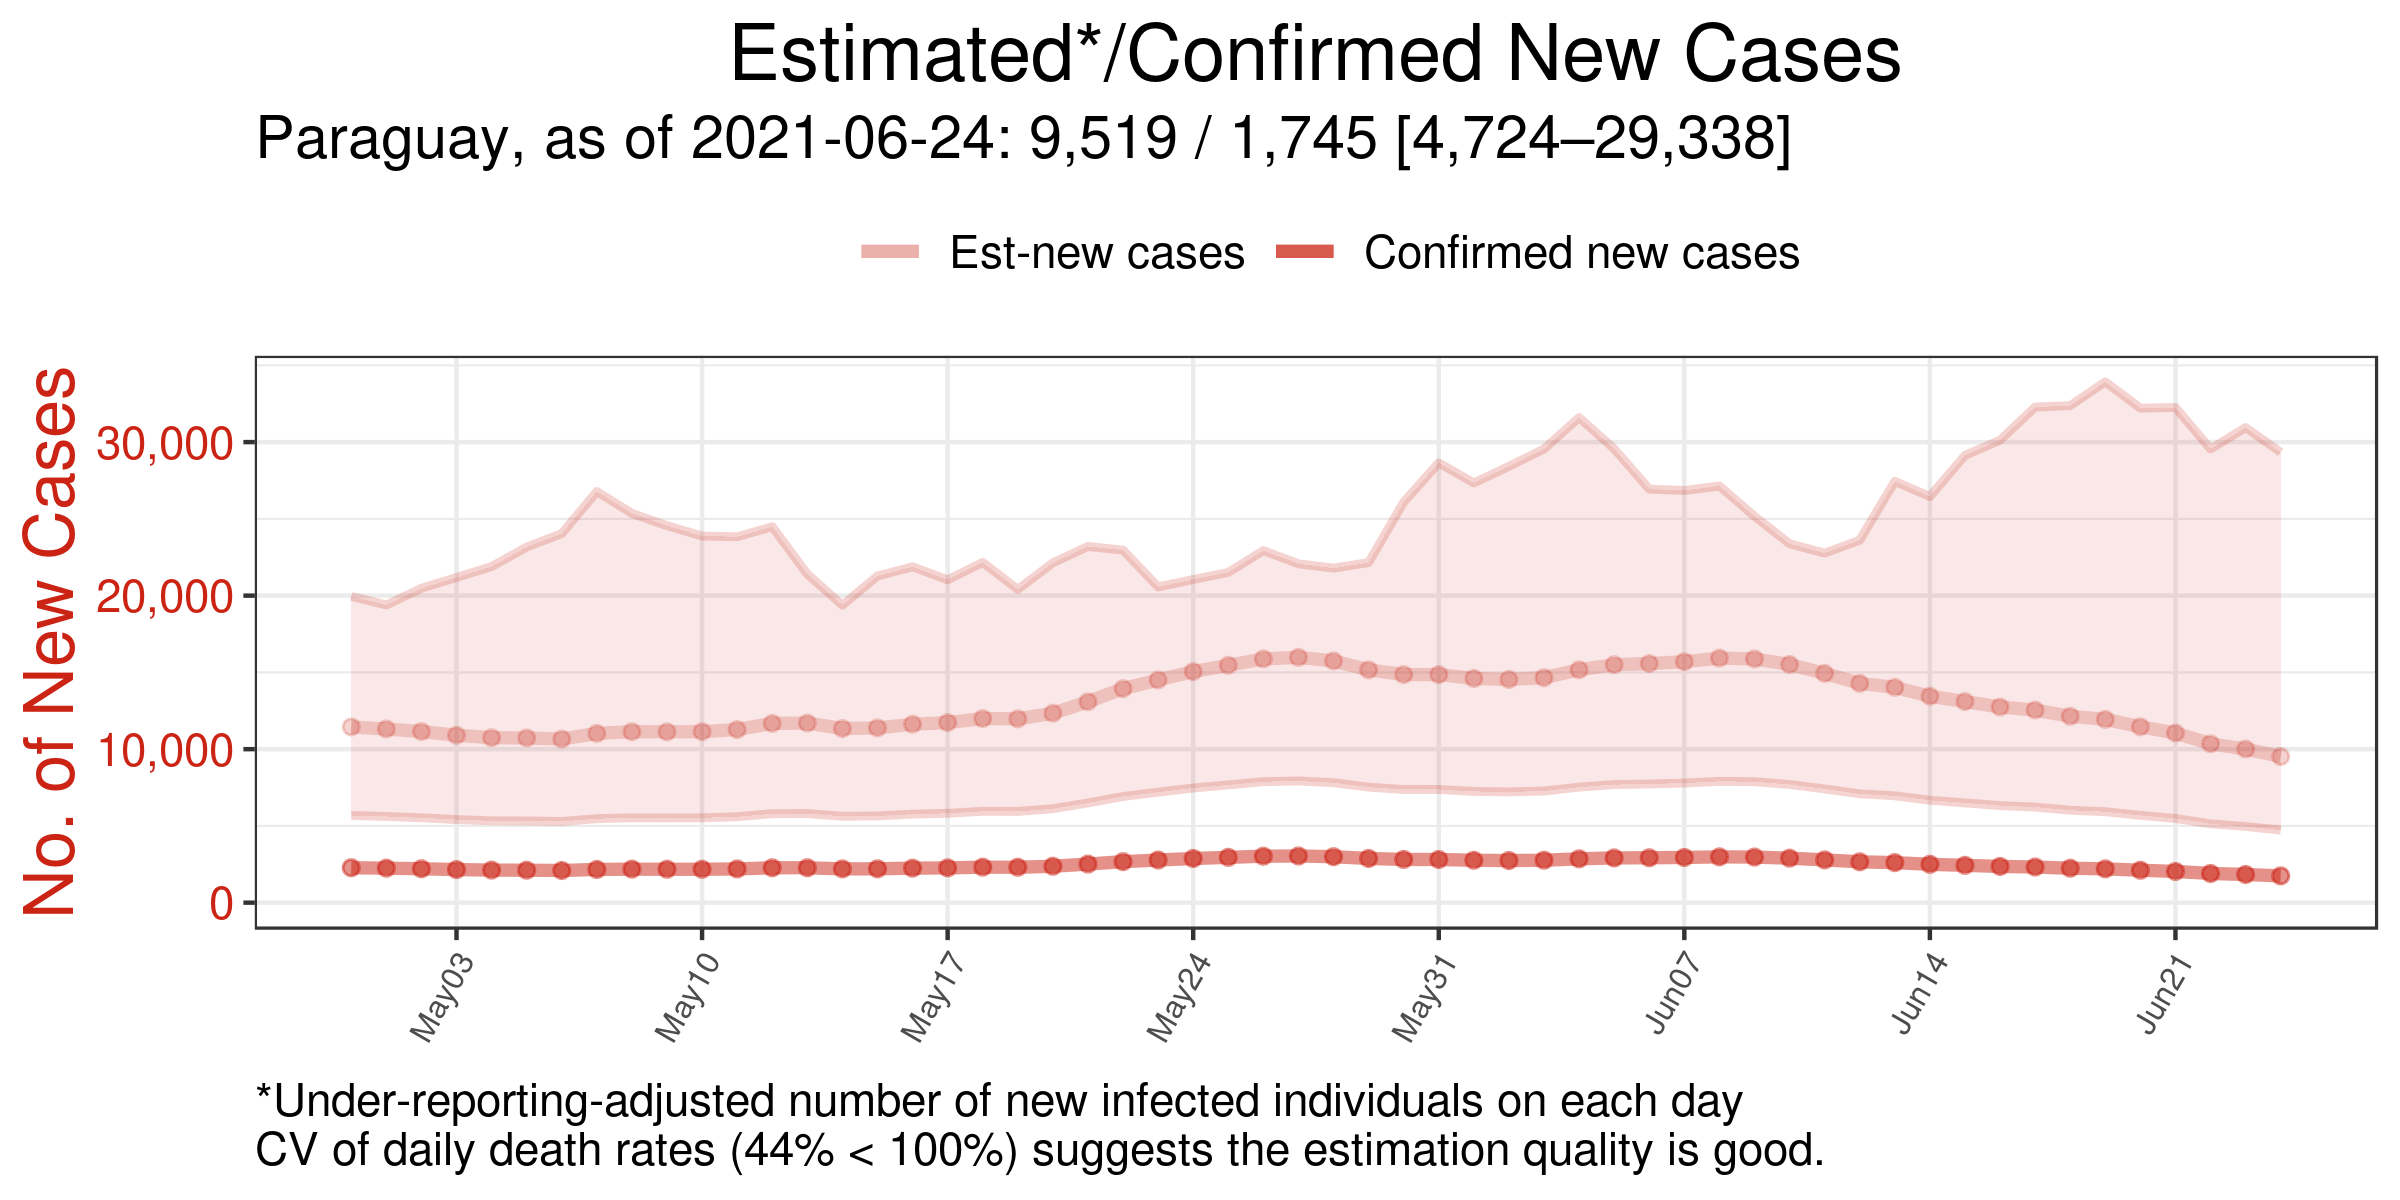 Estimated*/Confirmed New Cases
Paraguay, as of 2021-06-24: 9,519 / 1,745 [4,724–29,338]
Est-new cases Confirmed new cases
No. of New Cases
30,000
20,000
10,000
0
May03 May10 May17 May24 May31 Jun07 Jun14 Jun21
*Under-reporting-adjusted number of new infected individuals on each day
CV of daily death rates (44% < 100%) suggests the estimation quality is good.